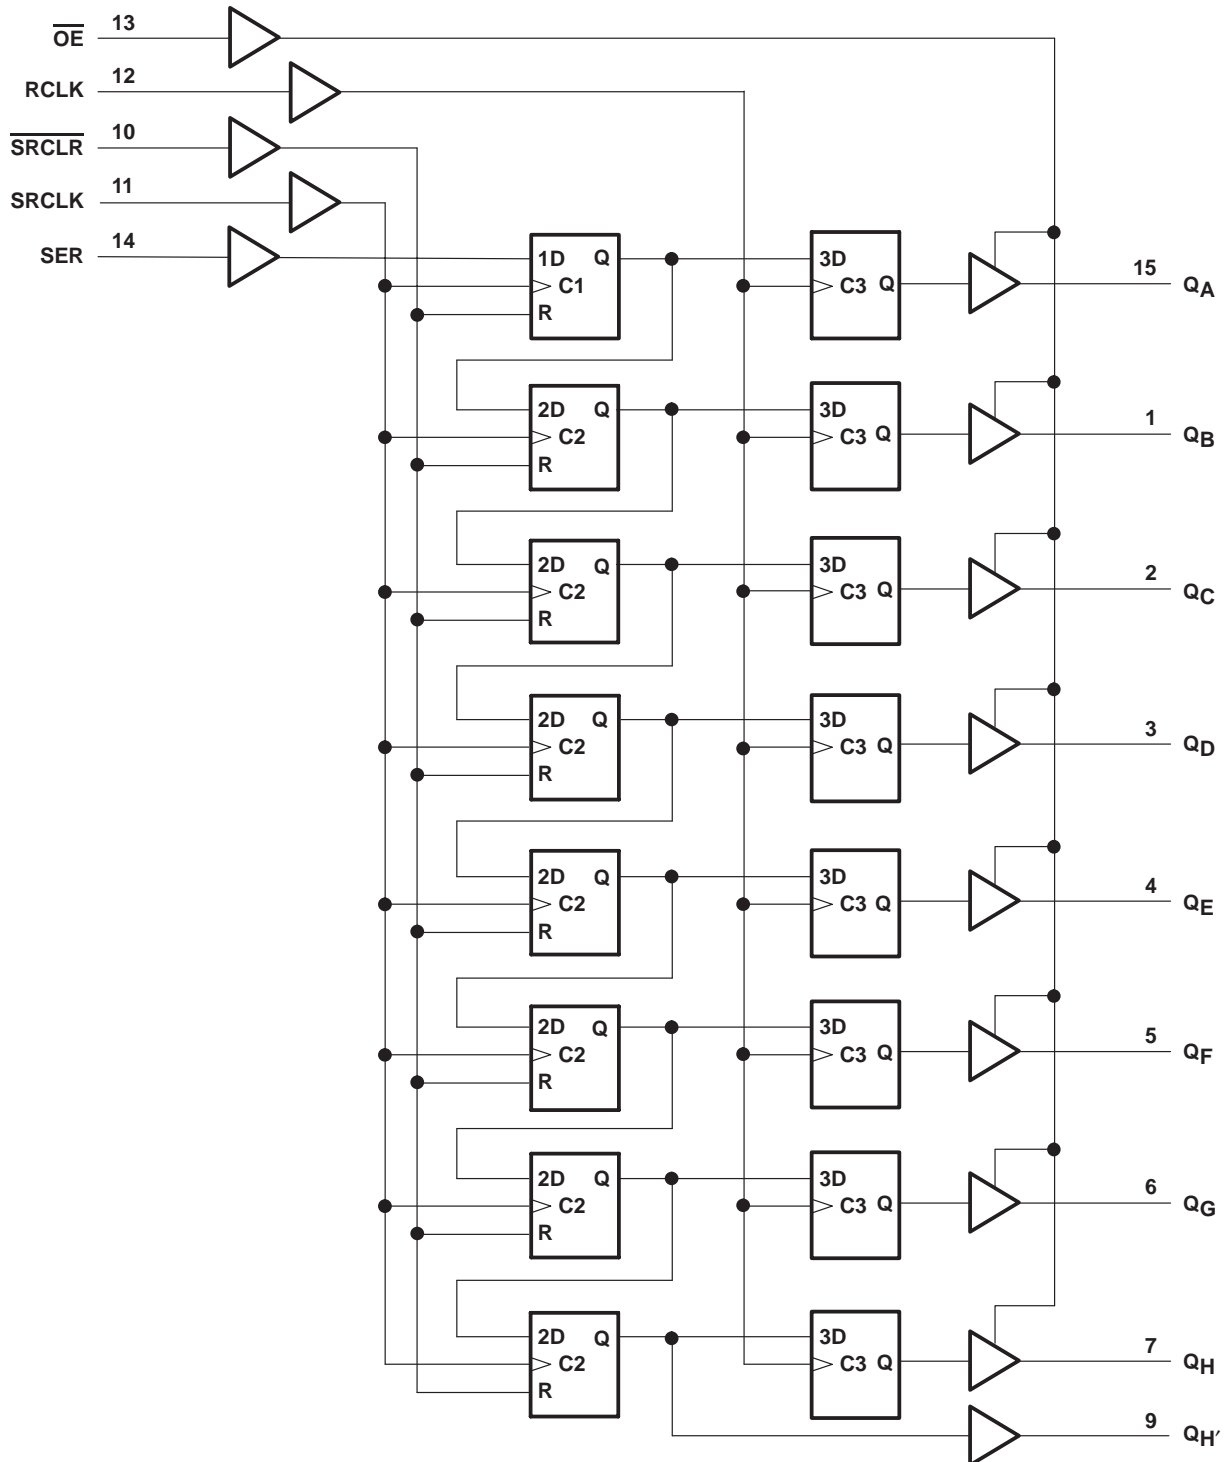 OE 13
RCLK 12
SRCLR 10
SRCLK 11
SER 14
1D Q
C1
R
3D
C3 Q
15 QA
2D Q
C2
R
3D
C3 Q
1 QB
2D Q
C2
R
3D
C3 Q
2 QC
2D Q
C2
R
3D
C3 Q
3 QD
2D Q
C2
R
3D
C3 Q
4 QE
2D Q
C2
R
3D
C3 Q
5 QF
2D Q
C2
R
3D
C3 Q
6 QG
2D Q
C2
R
3D
C3 Q
7 QH
9 QH′